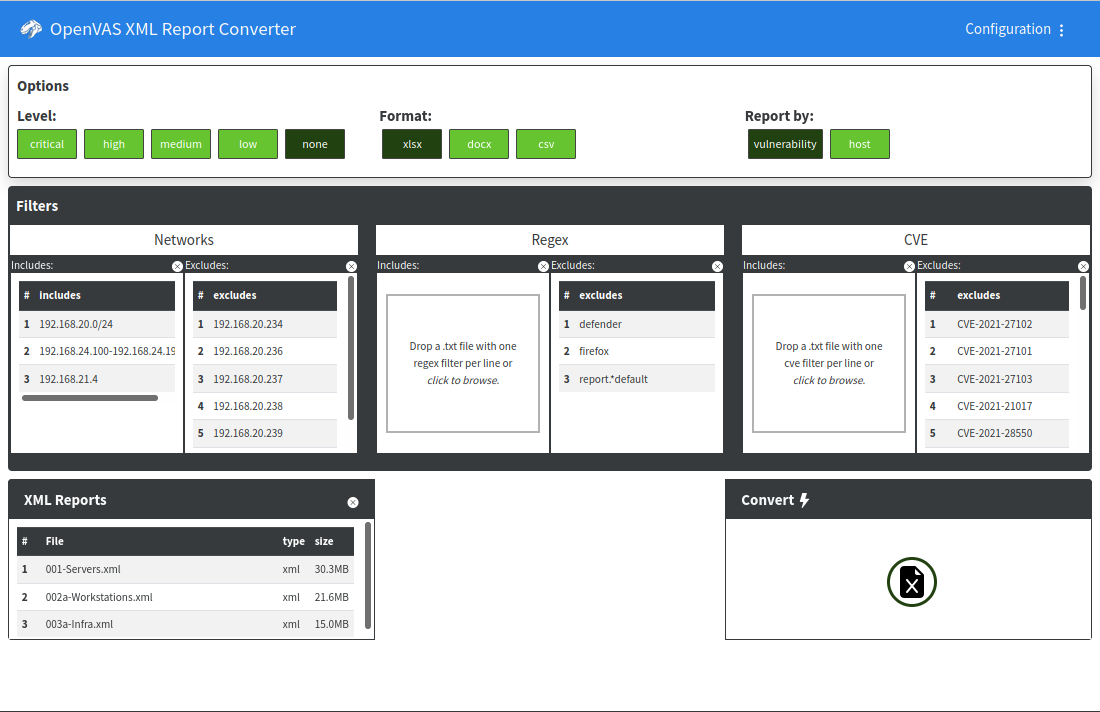 OpenVAS XML Report Converter
Configuration
Options
Level: Format: Report by:
critical high medium low none xlsx docx csv vulnerability host
Filters
Networks Regex CVE
Includes: Excludes: Includes: Excludes: Includes: Excludes:
# includes
1 192.168.20.0/24
2 192.168.24.100-192.168.24.19
3 192.168.21.4
# excludes
1 192.168.20.234
2 192.168.20.236
3 192.168.20.237
4 192.168.20.238
5 192.168.20.239
Drop a .txt file with one
regex filter per line or
click to browse.
# excludes
1 defender
2 firefox
3 report.*default
Drop a .txt file with one
cve filter per line or
click to browse.
# excludes
1 CVE-2021-27102
2 CVE-2021-27101
3 CVE-2021-27103
4 CVE-2021-21017
5 CVE-2021-28550
XML Reports
# File type size
1 001-Servers.xml xml 30.3MB
2 002a-Workstations.xml xml 21.6MB
3 003a-Infra.xml xml 15.0MB
Convert
X